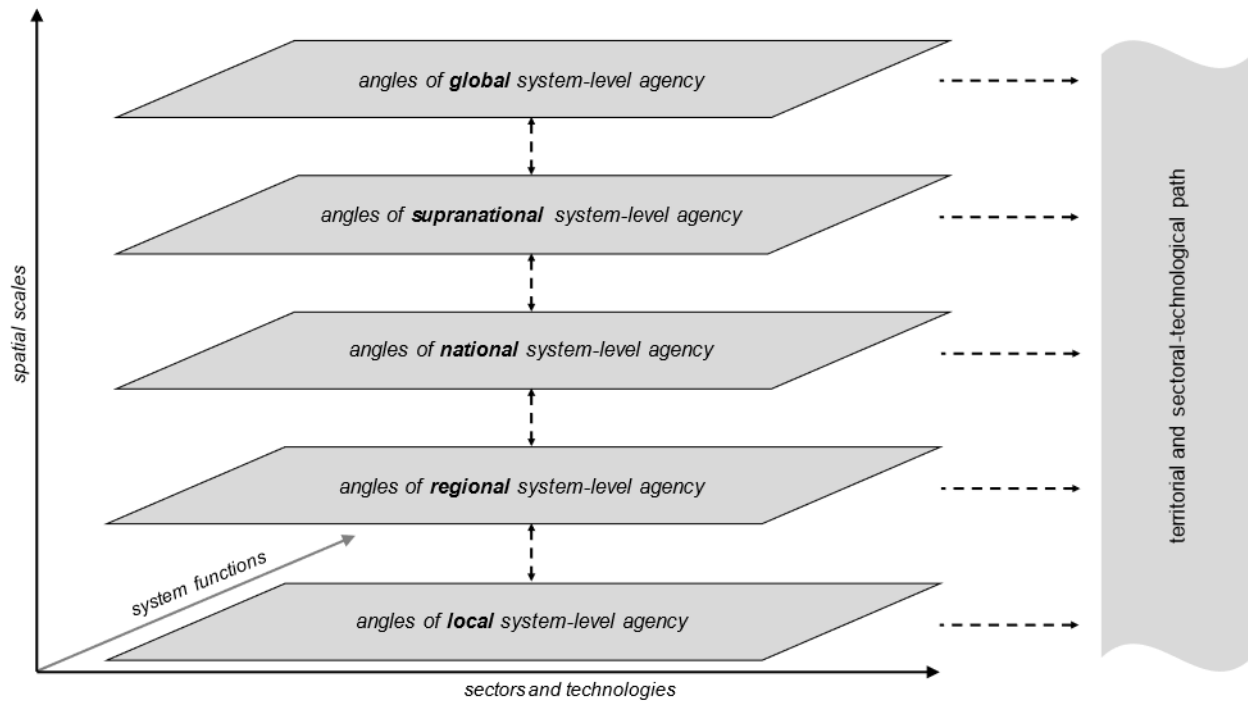 angles of global system-level agency
angles of supranational system-level agency
angles of national system-level agency
angles of regional system-level agency
angles of local system-level agency
spatial scales
system functions
sectors and technologies
territorial and sectoral-technological path